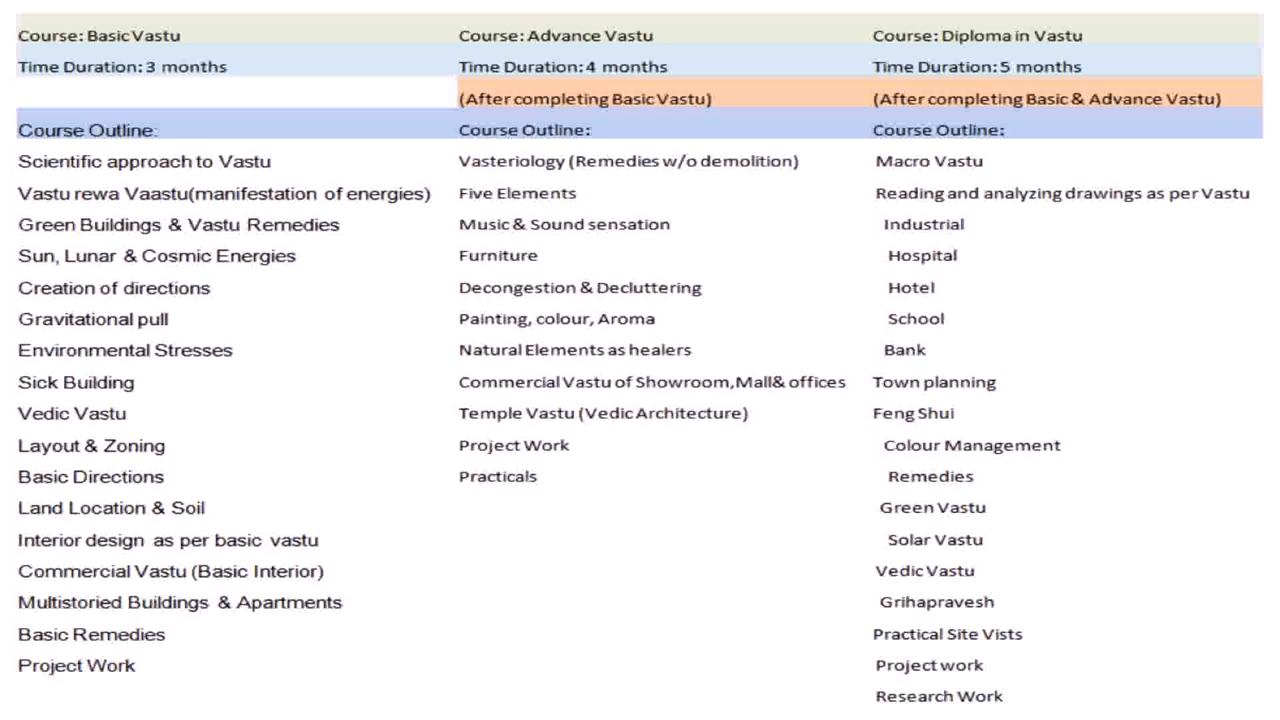 Course: Basic Vastu
Time Duration: 3 months
Course Outline:
Scientific approach to Vastu
Vastu rewa Vaastu(manifestation of energies)
Green Buildings & Vastu Remedies
Sun, Lunar & Cosmic Energies
Creation of directions
Gravitational pull
Environmental Stresses
Sick Building
Vedic Vastu
Layout & Zoning
Basic Directions
Land Location & Soil
Interior design as per basic vastu
Commercial Vastu (Basic Interior)
Multistoried Buildings & Apartments
Basic Remedies
Project Work
Course: Advance Vastu
Time Duration: 4 months
(After completing Basic Vastu)
Course Outline:
Vasteriology (Remedies w/o demolition)
Five Elements
Music & Sound sensation
Furniture
Decongestion & Decluttering
Painting, colour, Aroma
Natural Elements as healers
Commercial Vastu of Showroom,Mall& offices
Temple Vastu (Vedic Architecture)
Project Work
Practicals
Course: Diploma in Vastu
Time Duration: 5 months
(After completing Basic & Advance Vastu)
Course Outline:
Macro Vastu
Reading and analyzing drawings as per Vastu
Industrial
Hospital
Hotel
School
Bank
Town planning
Feng Shui
Colour Management
Remedies
Green Vastu
Solar Vastu
Vedic Vastu
Grihapravesh
Practical Site Vists
Project work
Research Work